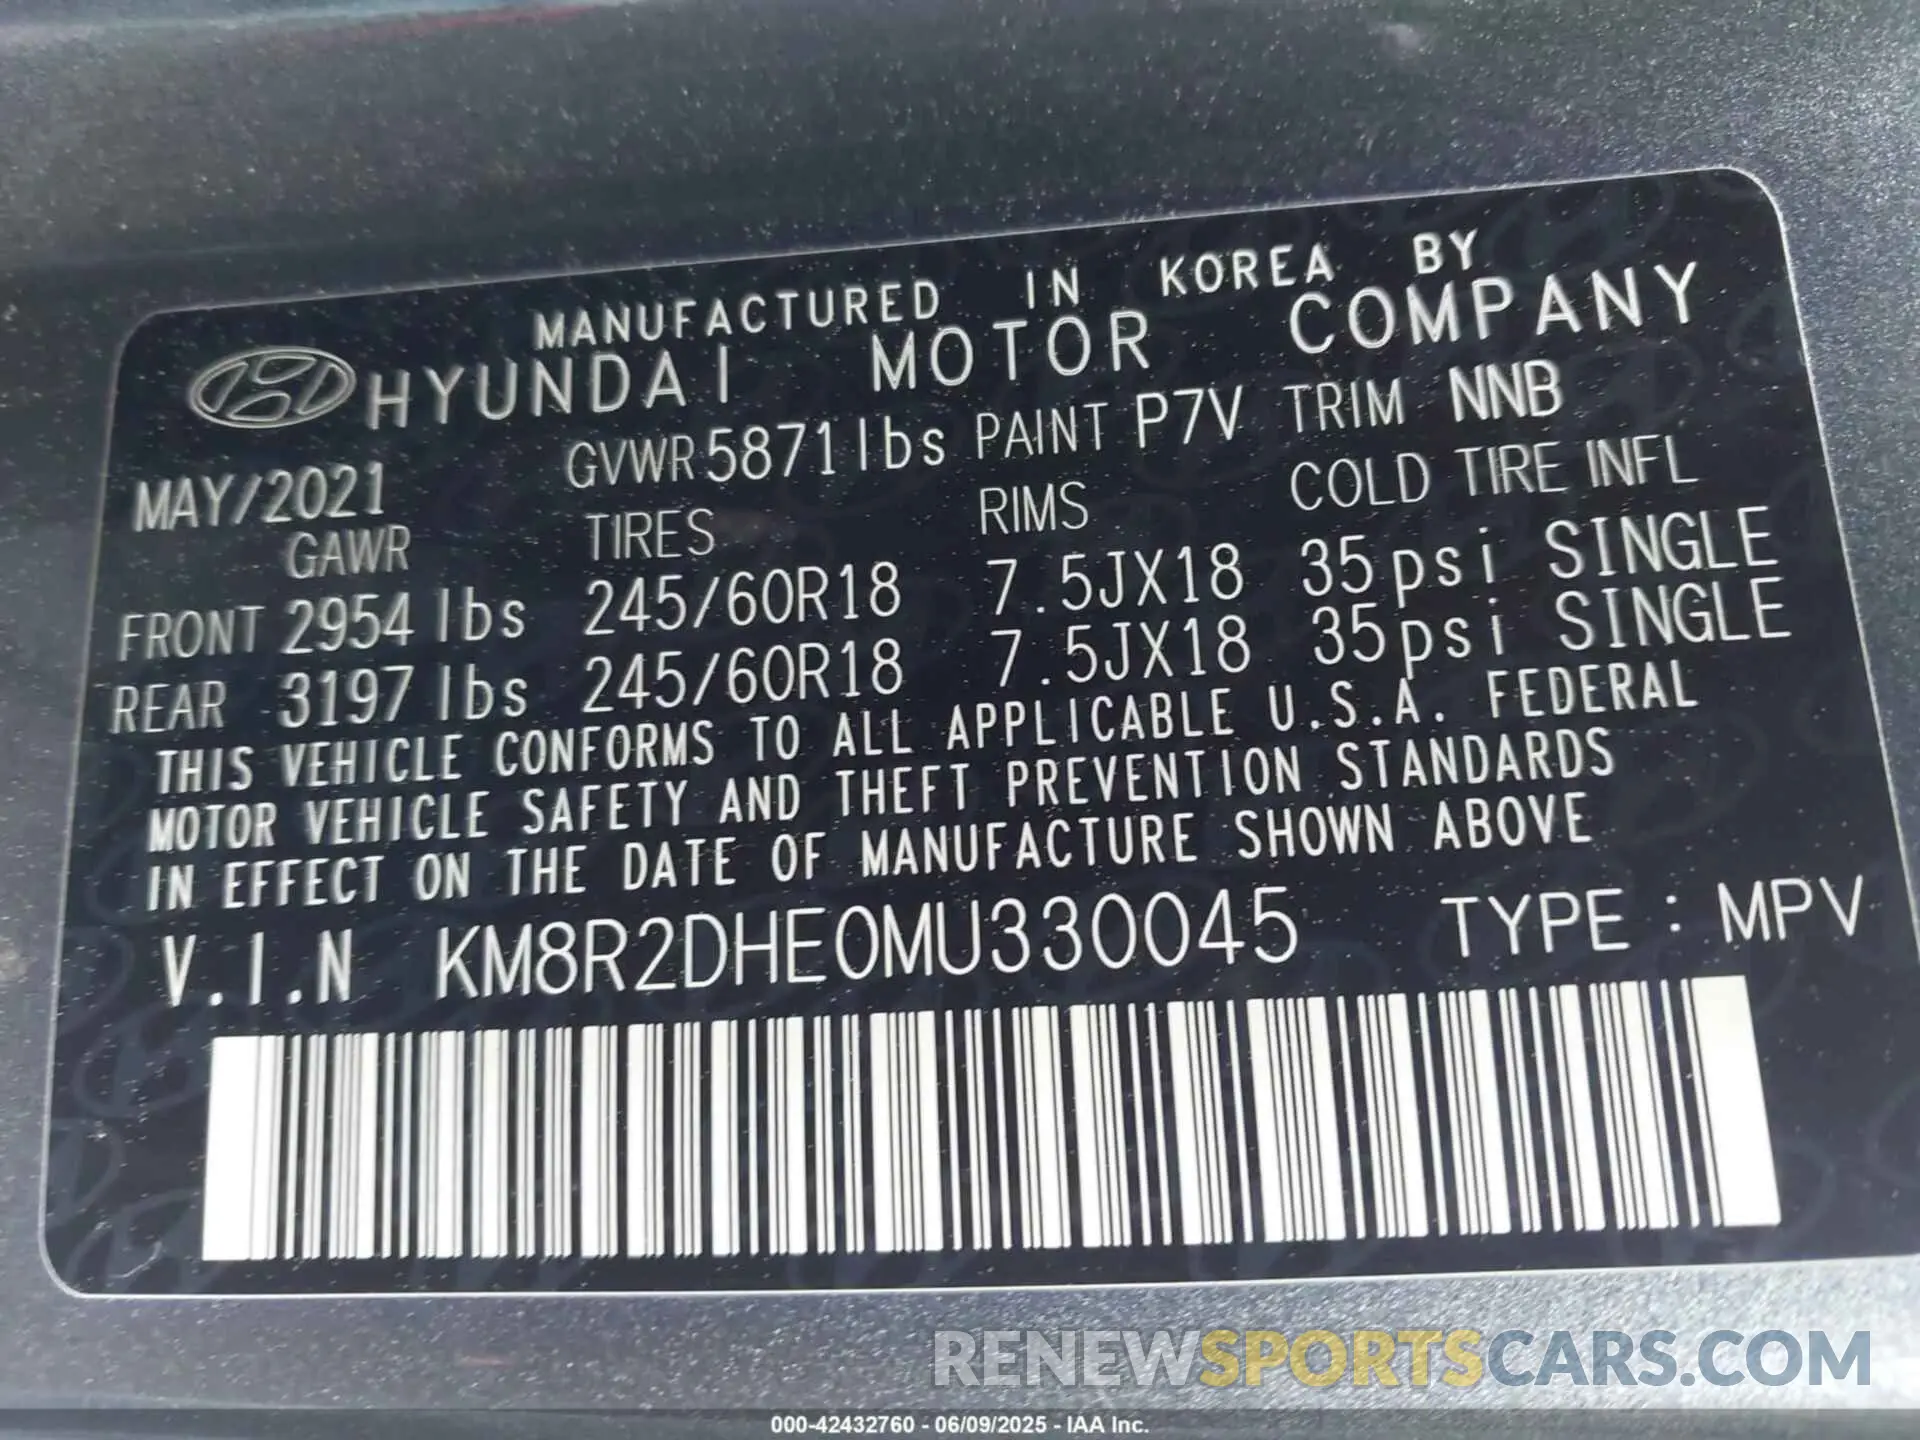 MANUFACTURED IN KOREA BY
HYUNDAI MOTOR COMPANY
MAY/2021 GVWR 5871lbs PAINT P7V TRIM NNB
GAWR TIRES RIMS COLD TIRE INFL
FRONT 2954 lbs 245/60R18 7.5JX18 35psi SINGLE
REAR 3197 lbs 245/60R18 7.5JX18 35psi SINGLE
THIS VEHICLE CONFORMS TO ALL APPLICABLE U.S.A. FEDERAL
MOTOR VEHICLE SAFETY AND THEFT PREVENTION STANDARDS
IN EFFECT ON THE DATE OF MANUFACTURE SHOWN ABOVE
V.I.N KM8R2DHE0MU330045 TYPE : MPV
RENEWSPORTSCARS.COM
000-42432760 - 06/09/2025 - IAA Inc.